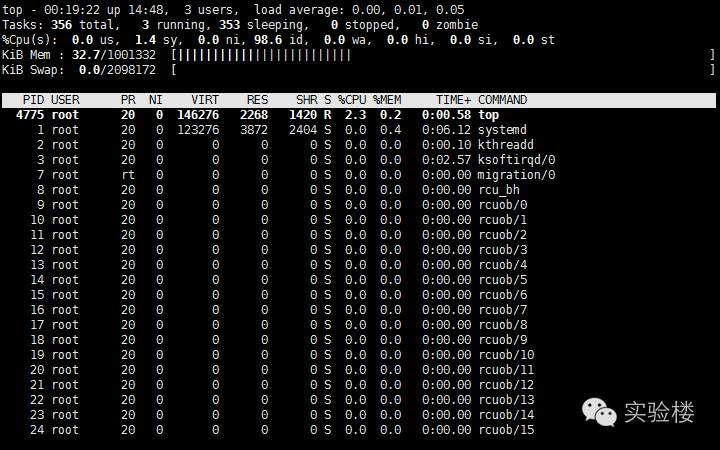 top - 00:19:22 up 14:48,  3 users,  load average: 0.00, 0.01, 0.05
Tasks: 356 total,   3 running, 353 sleeping,   0 stopped,   0 zombie
%Cpu(s):  0.0 us,  1.4 sy,  0.0 ni, 98.6 id,  0.0 wa,  0.0 hi,  0.0 si,  0.0 st
KiB Mem : 32.7/1001332  [|||||||||||||||||||||||||                                                   ]
KiB Swap:  0.0/2098172  [                                                                            ]
PID USER      PR  NI    VIRT    RES    SHR S %CPU %MEM     TIME+ COMMAND
4775 root      20   0  146276   2268   1420 R  2.3  0.2   0:00.58 top
1 root      20   0  123276   3872   2404 S  0.0  0.4   0:06.12 systemd
2 root      20   0       0      0      0 S  0.0  0.0   0:00.10 kthreadd
3 root      20   0       0      0      0 S  0.0  0.0   0:02.57 ksoftirqd/0
7 root      rt   0       0      0      0 S  0.0  0.0   0:00.00 migration/0
8 root      20   0       0      0      0 S  0.0  0.0   0:00.00 rcu_bh
9 root      20   0       0      0      0 S  0.0  0.0   0:00.00 rcuob/0
10 root      20   0       0      0      0 S  0.0  0.0   0:00.00 rcuob/1
11 root      20   0       0      0      0 S  0.0  0.0   0:00.00 rcuob/2
12 root      20   0       0      0      0 S  0.0  0.0   0:00.00 rcuob/3
13 root      20   0       0      0      0 S  0.0  0.0   0:00.00 rcuob/4
14 root      20   0       0      0      0 S  0.0  0.0   0:00.00 rcuob/5
15 root      20   0       0      0      0 S  0.0  0.0   0:00.00 rcuob/6
16 root      20   0       0      0      0 S  0.0  0.0   0:00.00 rcuob/7
17 root      20   0       0      0      0 S  0.0  0.0   0:00.00 rcuob/8
18 root      20   0       0      0      0 S  0.0  0.0   0:00.00 rcuob/9
19 root      20   0       0      0      0 S  0.0  0.0   0:00.00 rcuob/10
20 root      20   0       0      0      0 S  0.0  0.0   0:00.00 rcuob/11
21 root      20   0       0      0      0 S  0.0  0.0   0:00.00 rcuob/12
22 root      20   0       0      0      0 S  0.0  0.0   0:00.00 rcuob/13
23 root      20   0       0      0      0 S  0.0  0.0   0:00.00 rcuob/14
24 root      20   0       0      0      0 S  0.0  0.0   0:00.00 rcuob/15
实验楼